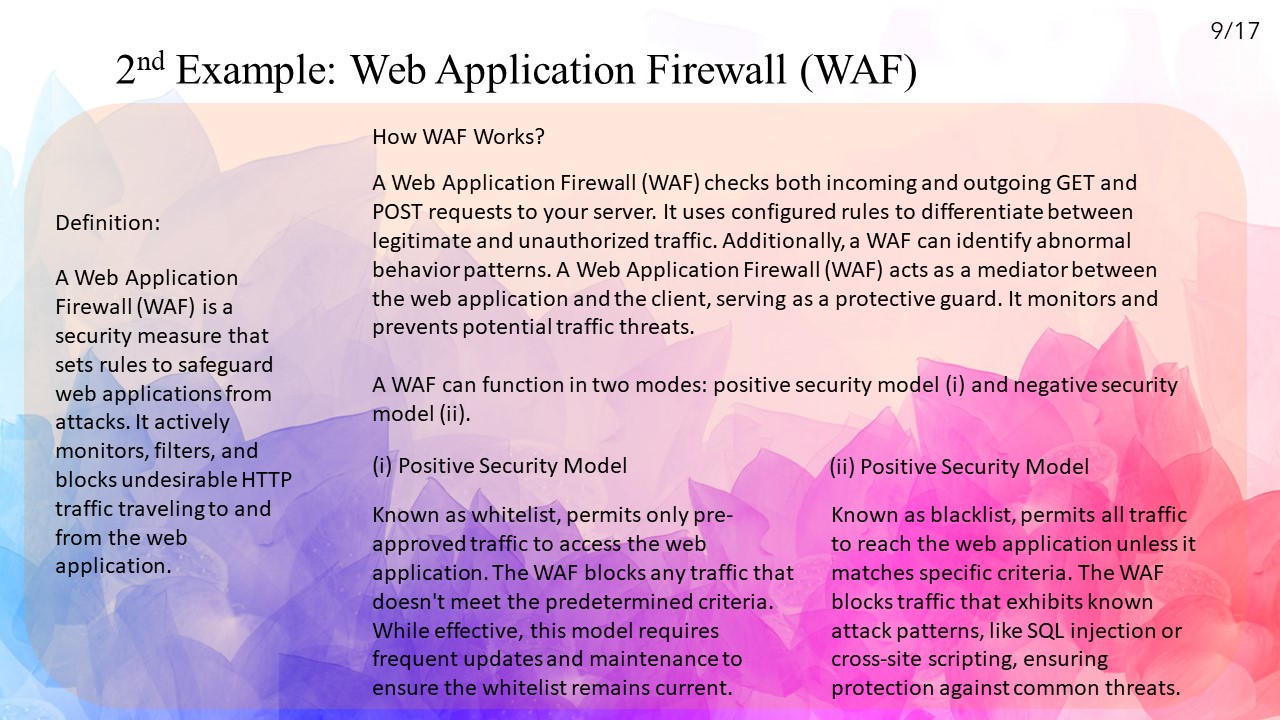 9/17
2nd Example: Web Application Firewall (WAF)
Definition:
A Web Application
Firewall (WAF) is a
security measure that
sets rules to safeguard
web applications from
attacks. It actively
monitors, filters, and
blocks undesirable HTTP
traffic traveling to and
from the web
application.
How WAF Works?
A Web Application Firewall (WAF) checks both incoming and outgoing GET and
POST requests to your server. It uses configured rules to differentiate between
legitimate and unauthorized traffic. Additionally, a WAF can identify abnormal
behavior patterns. A Web Application Firewall (WAF) acts as a mediator between
the web application and the client, serving as a protective guard. It monitors and
prevents potential traffic threats.
A WAF can function in two modes: positive security model (i) and negative security
model (ii).
(i) Positive Security Model
Known as whitelist, permits only pre-
approved traffic to access the web
application. The WAF blocks any traffic that
doesn't meet the predetermined criteria.
While effective, this model requires
frequent updates and maintenance to
ensure the whitelist remains current.
(ii) Positive Security Model
Known as blacklist, permits all traffic
to reach the web application unless it
matches specific criteria. The WAF
blocks traffic that exhibits known
attack patterns, like SQL injection or
cross-site scripting, ensuring
protection against common threats.